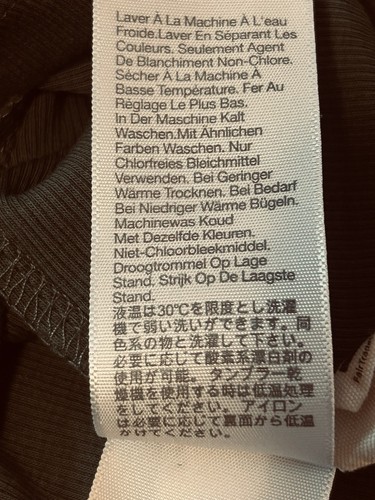 Laver À La Machine À L'eau
Froide.Laver En Séparant Les
Couleurs. Seulement Agent
De Blanchiment Non-Chlore.
Sécher À La Machine À
Basse Température. Fer Au
Réglage Le Plus Bas.
In Der Maschine Kalt
Waschen.Mit Ähnlichen
Farben Waschen. Nur
Chlorfreies Bleichmittel
Verwenden. Bei Geringer
Wärme Trocknen. Bei Bedarf
Bei Niedriger Wärme Bügeln.
Machinewas Koud
Met Dezelfde Kleuren.
Niet-Chloorbleekmiddel.
Droogtrommel Op Lage
Stand. Strijk Op De Laagste
Stand.
液温は30℃を限度とし洗濯
機で弱い洗いができます。同
色系の物と洗濯して下さい。
必要に応じて酸素系漂白剤の
使用が可能。 タンブラー乾
燥機を使用する時は低温処理
をしてください。 アイロン
は必要に応じて裏面から低温
かけてください。